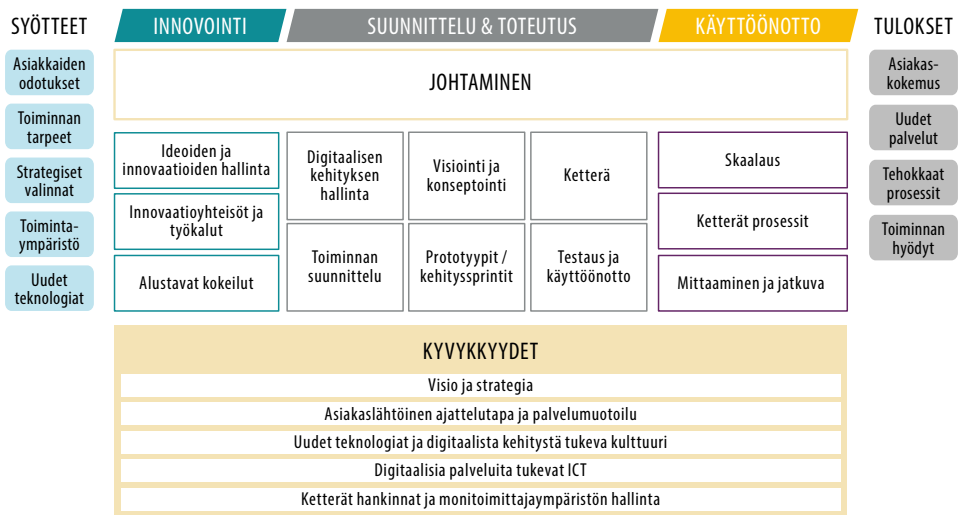 SYÖTTEET
INNOVOINTI
SUUNNITTELU & TOTEUTUS
KÄYTTÖÖNOTTO
TULOKSET
Asiakkaiden
odotukset
Toiminnan
tarpeet
Strategiset
valinnat
Toiminta-
ympäristö
Uudet
teknologiat
JOHTAMINEN
Ideoiden ja
innovaatioiden hallinta
Innovaatioyhteisöt ja
työkalut
Alustavat kokeilut
Digitaalisen
kehityksen
hallinta
Visiointi ja
konseptointi
Ketterä
Toiminnan
suunnittelu
Prototyypit /
kehityssprintit
Testaus ja
käyttöönotto
Skaalaus
Ketterät prosessit
Mittaaminen ja jatkuva
Asiakas-
kokemus
Uudet
palvelut
Tehokkaat
prosessit
Toiminnan
hyödyt
KYVYKKYYDET
Visio ja strategia
Asiakaslähtöinen ajattelutapa ja palvelumuotoilu
Uudet teknologiat ja digitaalista kehitystä tukeva kulttuuri
Digitaalisia palveluita tukevat ICT
Ketterät hankinnat ja monitoimittajaympäristön hallinta